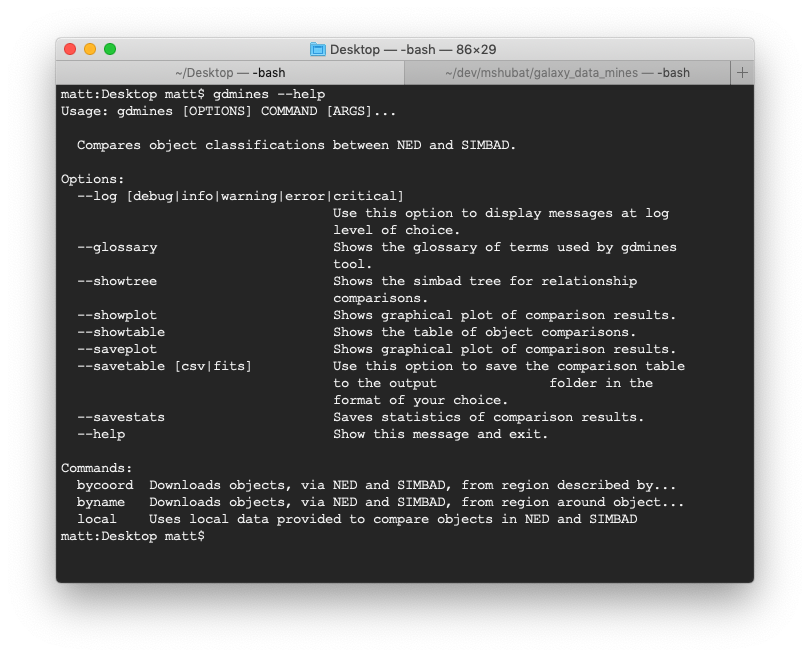 Desktop — -bash — 86×29
~/Desktop — -bash ~/dev/mshubat/galaxy_data_mines — -bash +
matt:Desktop matt$ gdmines --help
Usage: gdmines [OPTIONS] COMMAND [ARGS]...
Compares object classifications between NED and SIMBAD.
Options:
--log [debug|info|warning|error|critical]
Use this option to display messages at log
level of choice.
--glossary Shows the glossary of terms used by gdmines
tool.
--showtree Shows the simbad tree for relationship
comparisons.
--showplot Shows graphical plot of comparison results.
--showtable Shows the table of object comparisons.
--saveplot Shows graphical plot of comparison results.
--savetable [csv|fits] Use this option to save the comparison table
to the output folder in the
format of your choice.
--savestats Saves statistics of comparison results.
--help Show this message and exit.
Commands:
bycoord Downloads objects, via NED and SIMBAD, from region described by...
byname Downloads objects, via NED and SIMBAD, from region around object...
local Uses local data provided to compare objects in NED and SIMBAD
matt:Desktop matt$